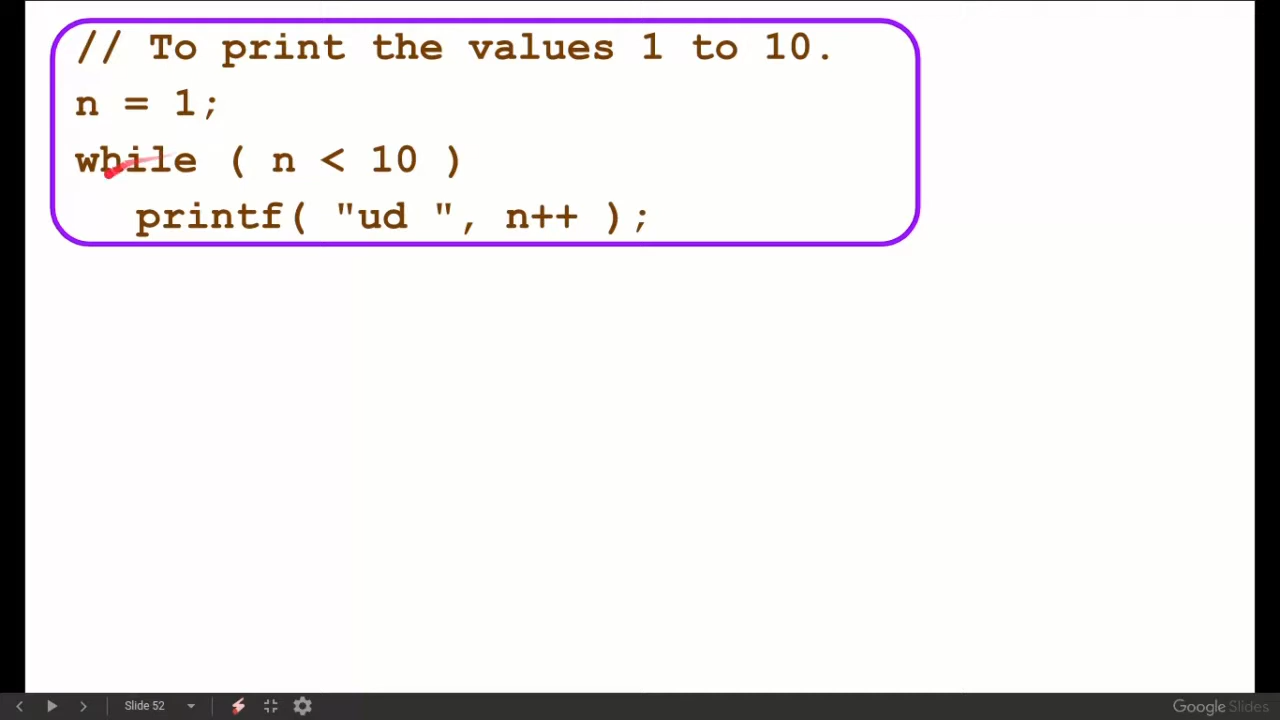 // To print the values 1 to 10.
n = 1;
while ( n < 10 )
printf( "ud ", n++ );
Slide 52
Google Slides